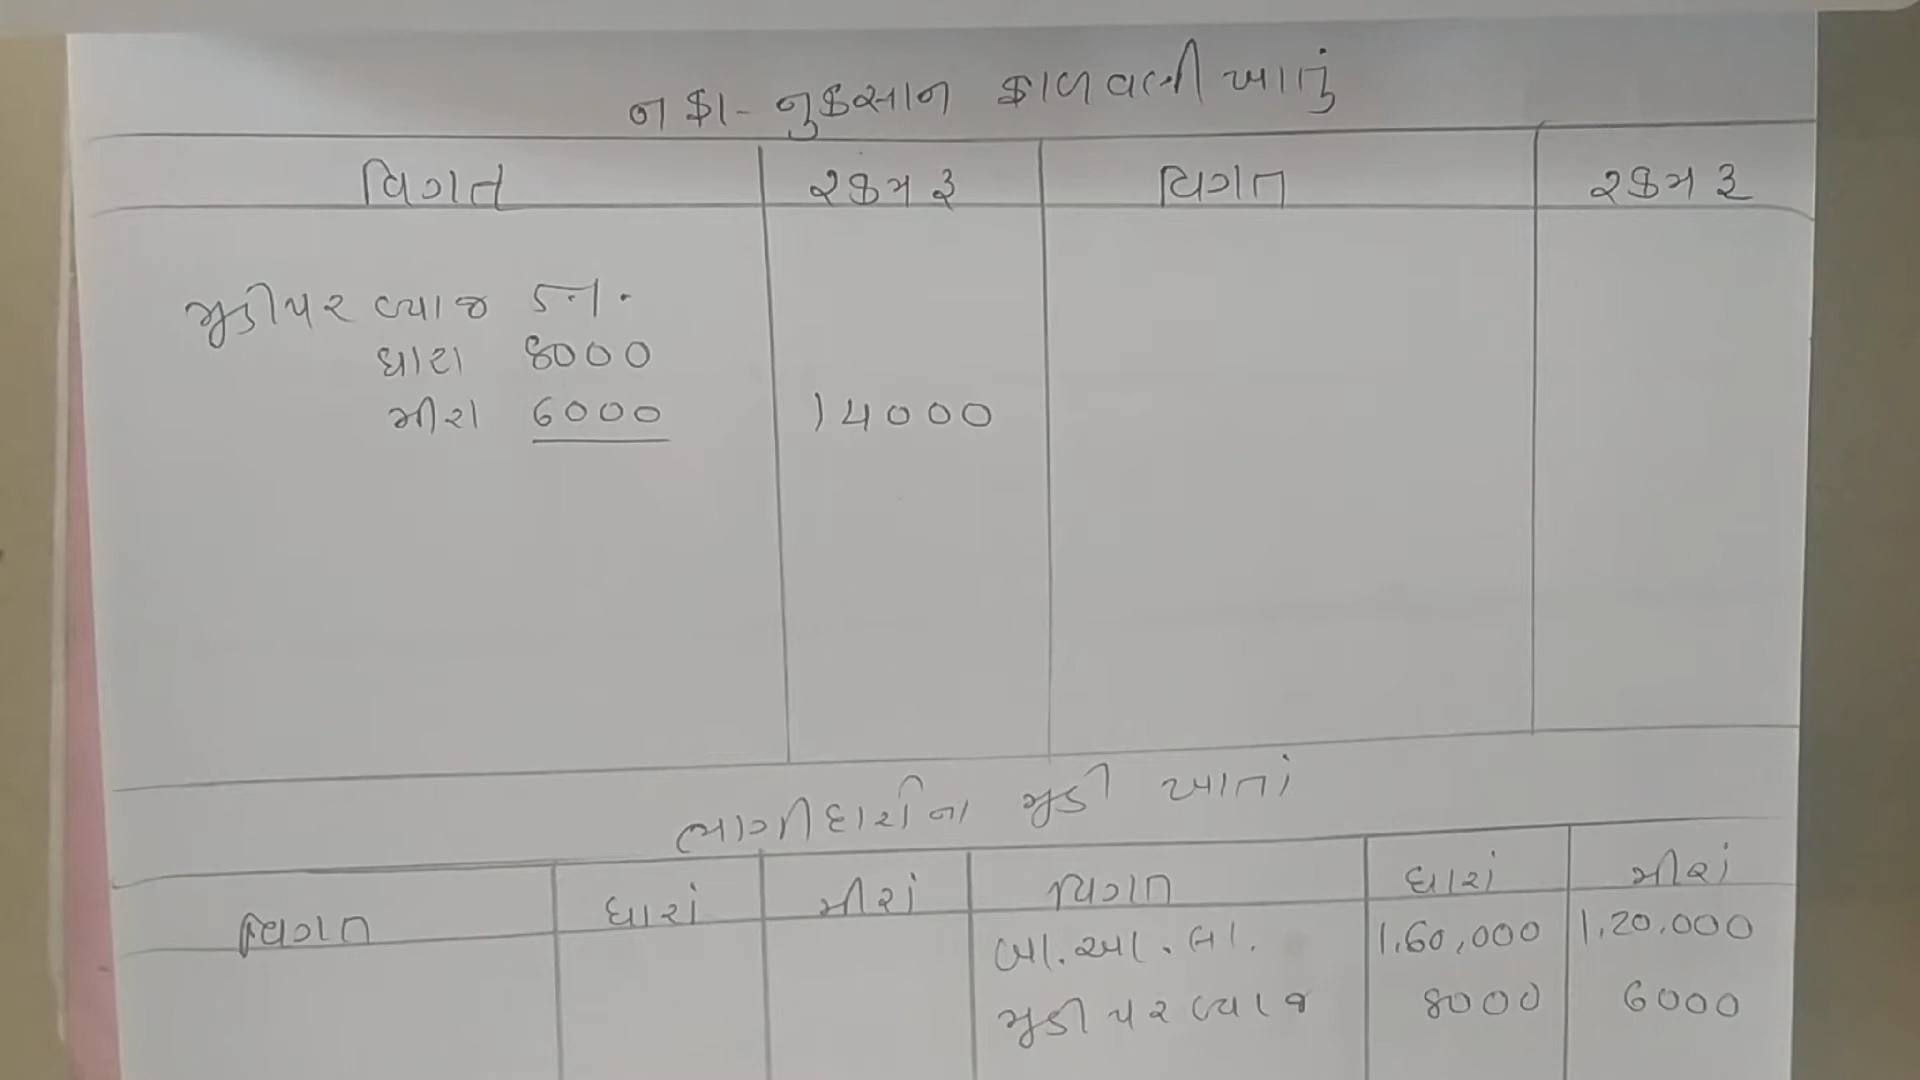 નફા-નુકસાન ફાળવણી ખાતું
વિગત રકમ રૂ વિગત રકમ રૂ
મૂડીપર વ્યાજ 5%
ધારા 8000
મીરા 6000 14000
ભાગીદારોના મૂડી ખાતાં
વિગત ધારાં મીરાં વિગત ધારાં મીરાં
બા.આ.લા. 1,60,000 1,20,000
મૂડી પર વ્યાજ 8000 6000